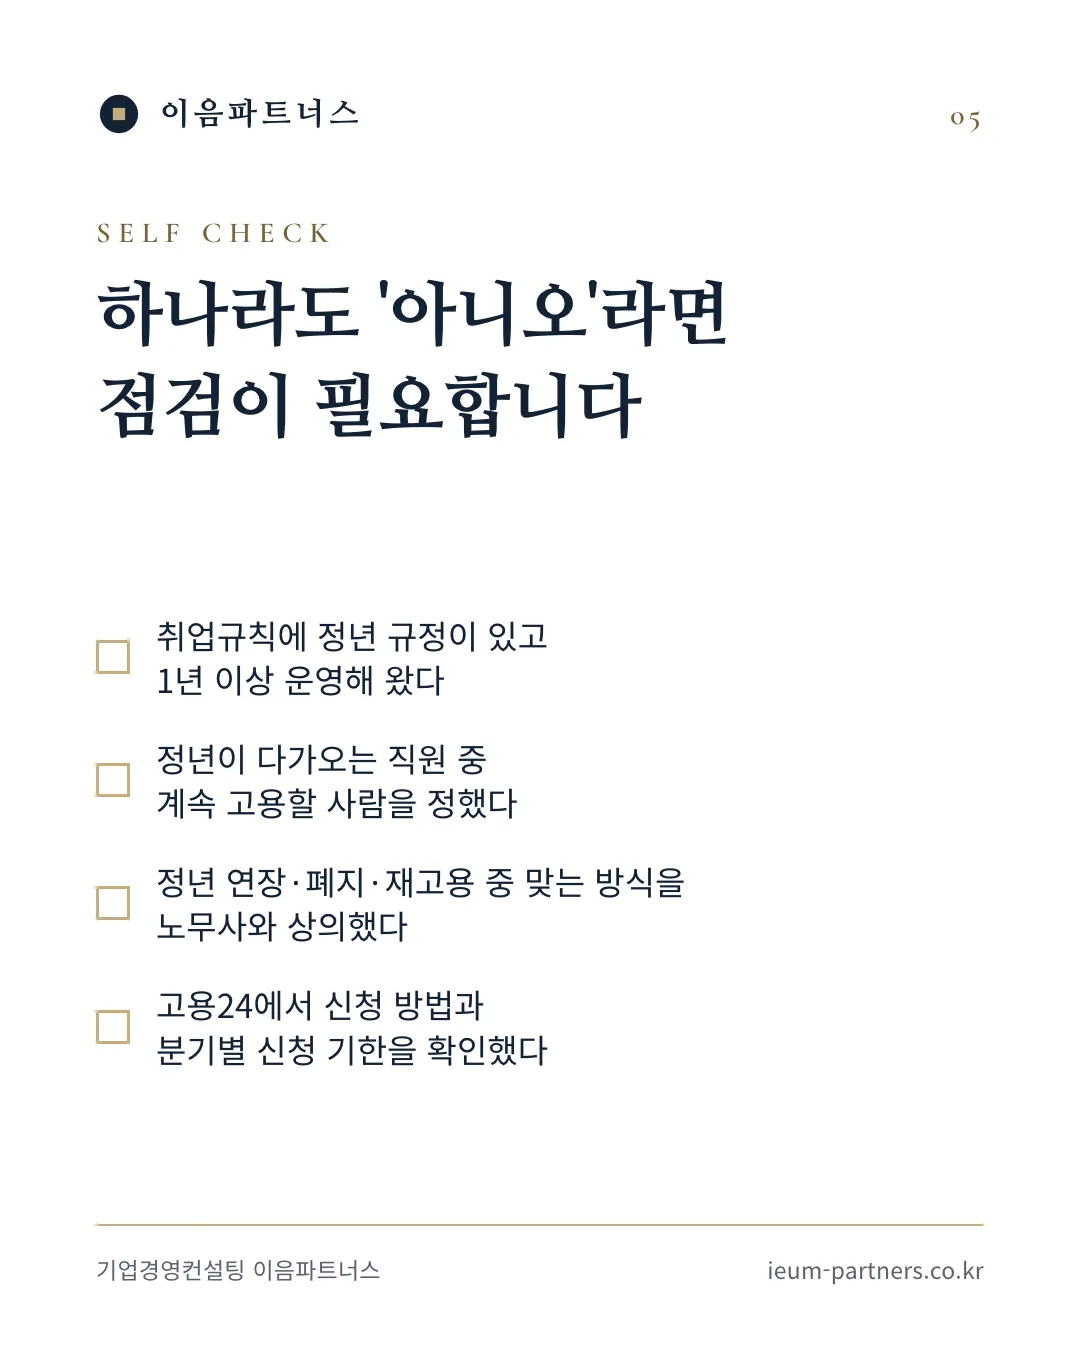 이음파트너스
05
SELF CHECK
하나라도 '아니오'라면
점검이 필요합니다
취업규칙에 정년 규정이 있고
1년 이상 운영해 왔다
정년이 다가오는 직원 중
계속 고용할 사람을 정했다
정년 연장·폐지·재고용 중 맞는 방식을
노무사와 상의했다
고용24에서 신청 방법과
분기별 신청 기한을 확인했다
기업경영컨설팅 이음파트너스
ieum-partners.co.kr